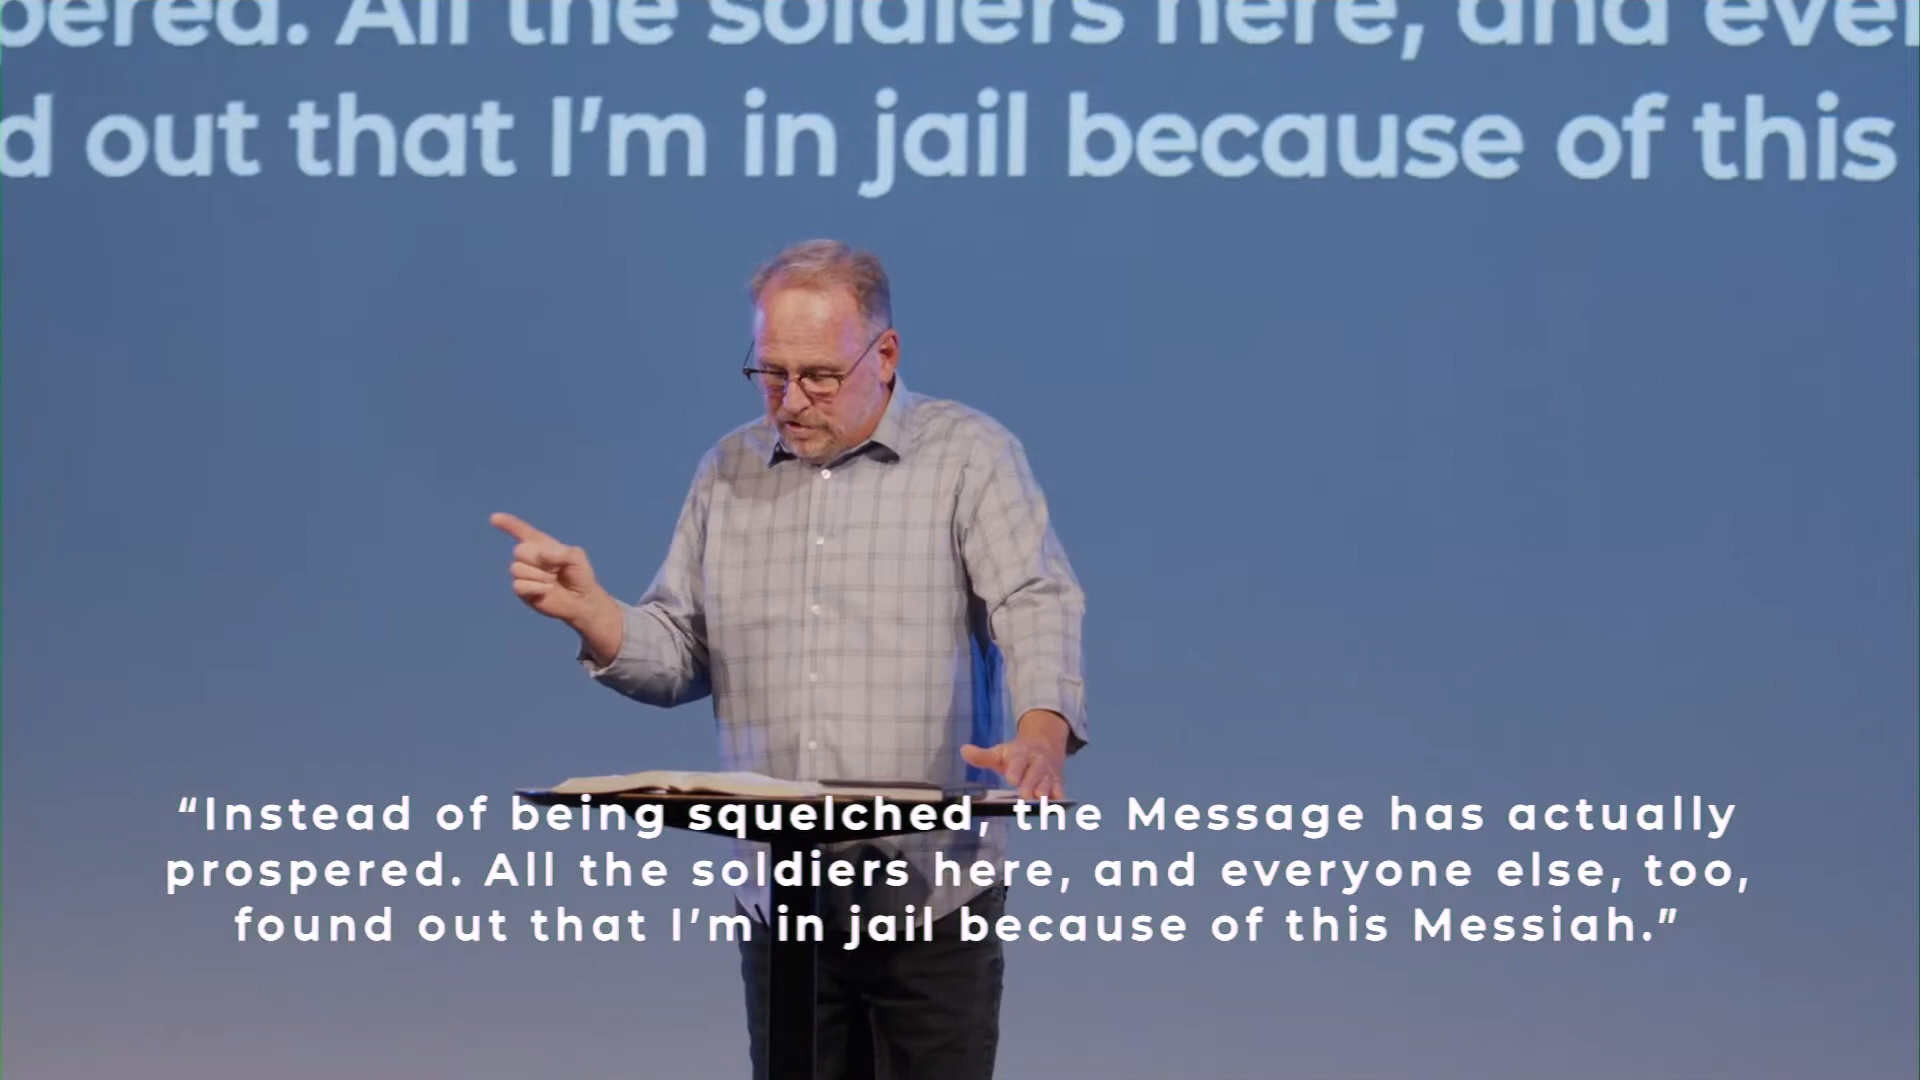 pered. All the soldiers here, and ever
d out that I'm in jail because of this
“Instead of being squelched, the Message has actually
prospered. All the soldiers here, and everyone else, too,
found out that I’m in jail because of this Messiah.”